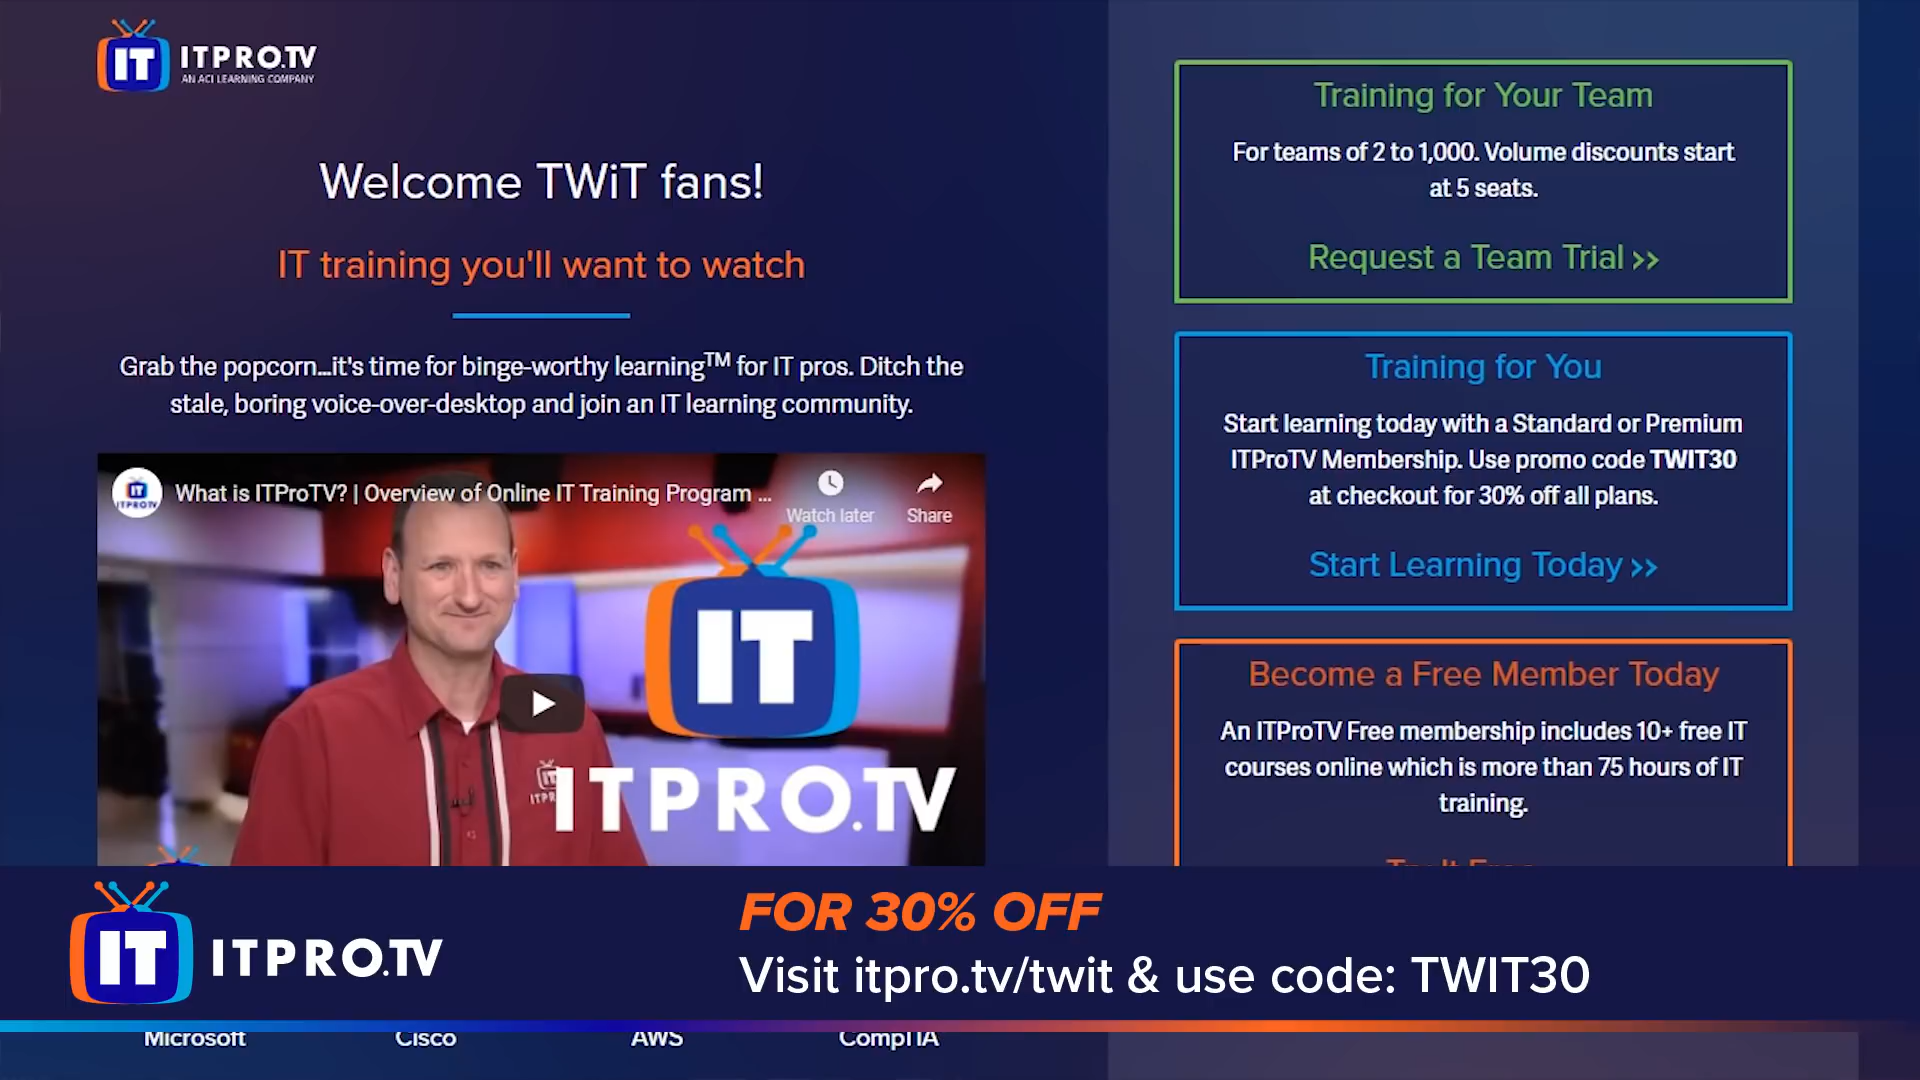 IT ITPRO.TV
AN ACI LEARNING COMPANY
Welcome TWiT fans!
IT training you'll want to watch
Grab the popcorn...it's time for binge-worthy learning™ for IT pros. Ditch the
stale, boring voice-over-desktop and join an IT learning community.
ITPROTV
What is ITProTV? | Overview of Online IT Training Program ...
Watch later
Share
IT
ITPRO.TV
Training for Your Team
For teams of 2 to 1,000. Volume discounts start
at 5 seats.
Request a Team Trial >>
Training for You
Start learning today with a Standard or Premium
ITProTV Membership. Use promo code TWIT30
at checkout for 30% off all plans.
Start Learning Today >>
Become a Free Member Today
An ITProTV Free membership includes 10+ free IT
courses online which is more than 75 hours of IT
training.
IT ITPRO.TV
FOR 30% OFF
Visit itpro.tv/twit & use code: TWIT30
Microsoft
Cisco
AWS
CompTIA